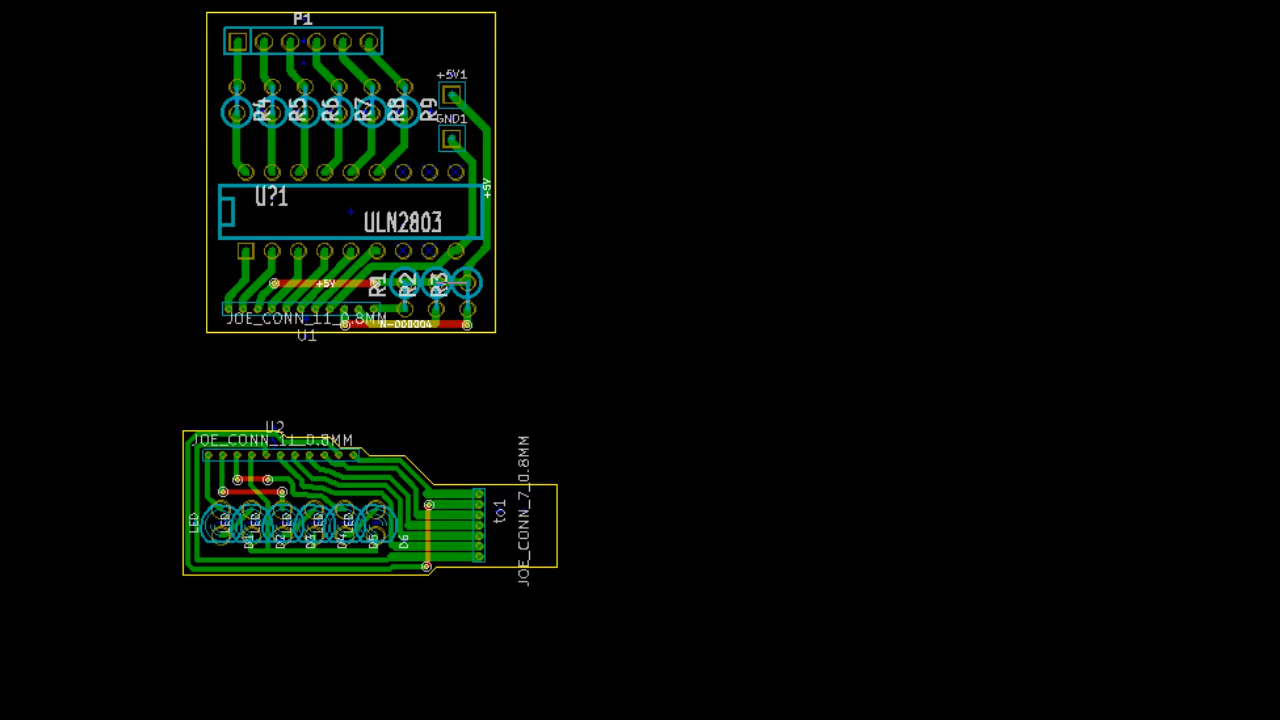 P1
+5V1
R4 R5 R6 R7 R8 R9
GND1
+5V
U?1
ULN2803
R1 R2 R3
+5V
JOE_CONN_11_0.8MM
N-000004
U1
U2
JOE_CONN_11_0.8MM
JOE_CONN_7_0.8MM
to1
LED LED LED LED LED LED
D1 D2 D3 D4 D5 D6